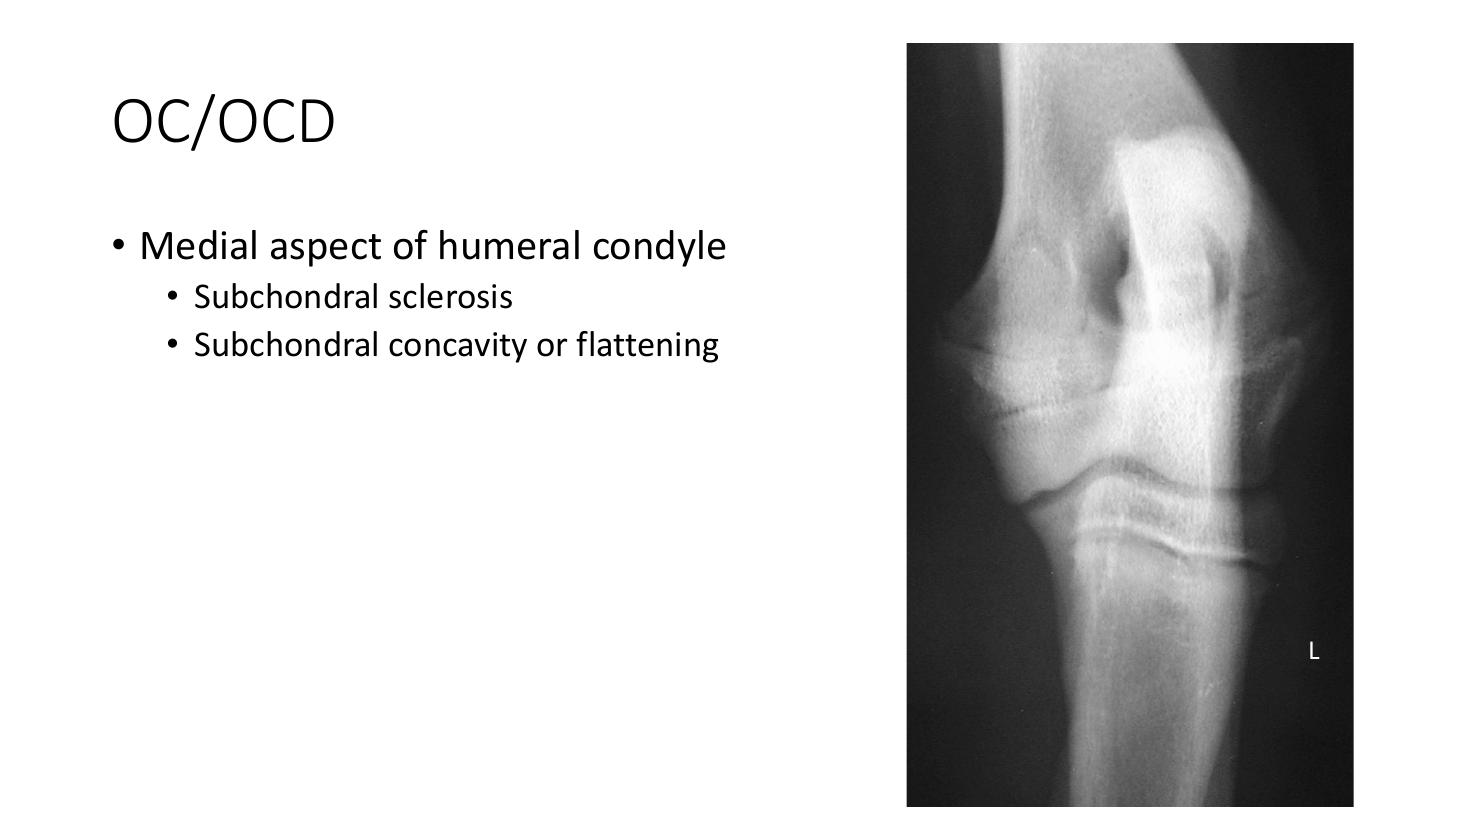 OC/OCD
• Medial aspect of humeral condyle
• Subchondral sclerosis
• Subchondral concavity or flattening
L